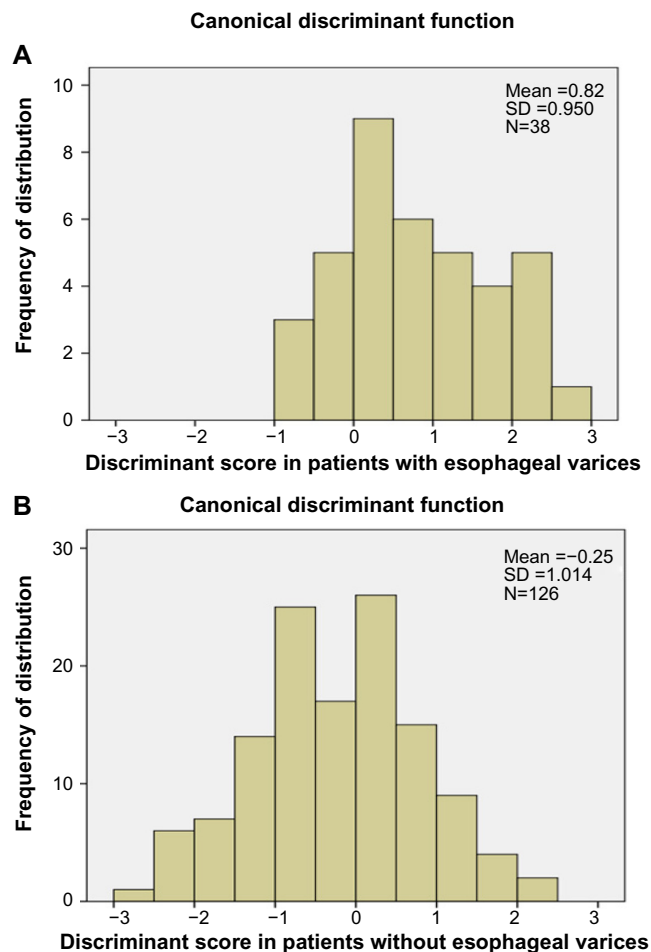 Canonical discriminant function
A
Frequency of distribution
10
8
6
4
2
0
Mean =0.82
SD =0.950
N=38
−3 −2 −1 0 1 2 3
Discriminant score in patients with esophageal varices
B
Canonical discriminant function
Frequency of distribution
30
20
10
0
Mean =−0.25
SD =1.014
N=126
−3 −2 −1 0 1 2 3
Discriminant score in patients without esophageal varices